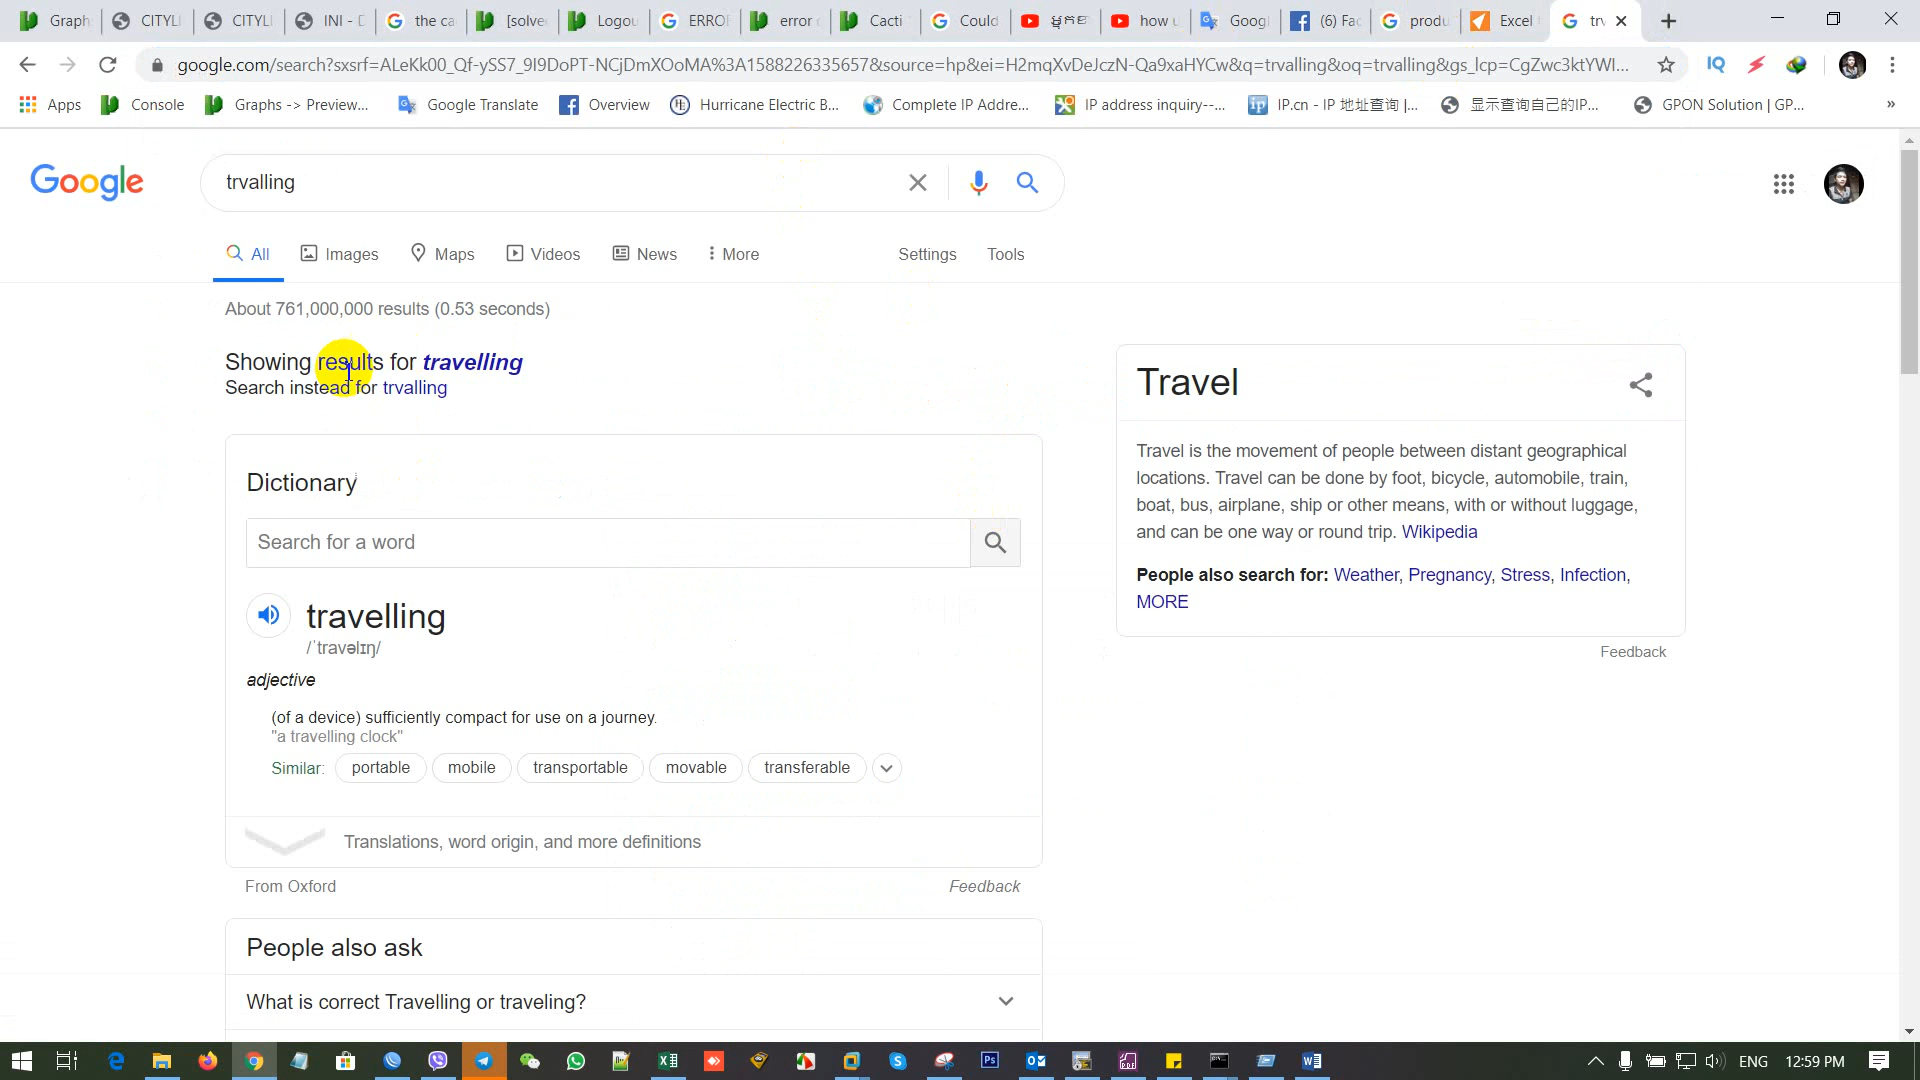 Graph CITYLI CITYLI INI - D the ca [solve Logou ERROR error Cacti Could ម្នកខា how u Googl (6) Fac produ Excel trv
google.com/search?sxsrf=ALeKk00_Qf-ySS7_9I9DoPT-NCjDmXOoMA%3A1588226335657&source=hp&ei=H2mqXvDeJczN-Qa9xaHYCw&q=trvalling&oq=trvalling&gs_lcp=CgZwc3ktYWI...
Apps Console Graphs -> Preview... Google Translate Overview Hurricane Electric B... Complete IP Addre... IP address inquiry--... IP.cn - IP 地址查询 |... 显示查询自己的IP... GPON Solution | GP... »
Google trvalling
All Images Maps Videos News More Settings Tools
About 761,000,000 results (0.53 seconds)
Showing results for travelling
Search instead for trvalling
Dictionary
Search for a word
travelling
/ˈtravəlɪŋ/
adjective
(of a device) sufficiently compact for use on a journey.
"a travelling clock"
Similar: portable mobile transportable movable transferable
Translations, word origin, and more definitions
From Oxford Feedback
People also ask
What is correct Travelling or traveling?
Travel
Travel is the movement of people between distant geographical
locations. Travel can be done by foot, bicycle, automobile, train,
boat, bus, airplane, ship or other means, with or without luggage,
and can be one way or round trip. Wikipedia
People also search for: Weather, Pregnancy, Stress, Infection,
MORE
Feedback
ENG 12:59 PM